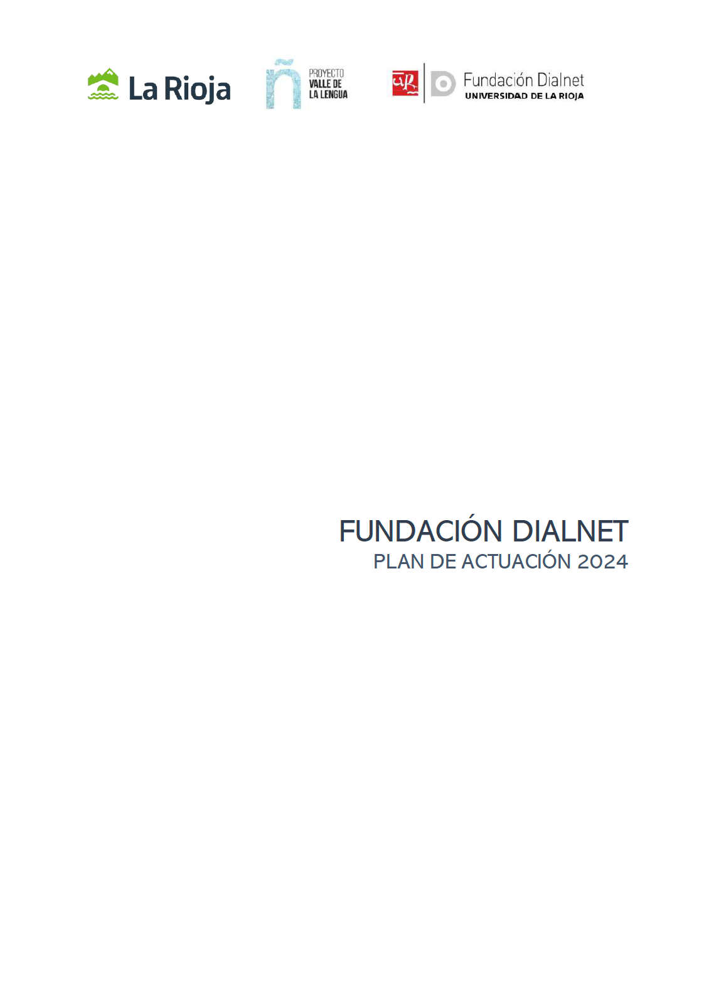 La Rioja
ñ
PROYECTO
VALLE DE
LA LENGUA
UR
Fundación Dialnet
UNIVERSIDAD DE LA RIOJA
FUNDACIÓN DIALNET
PLAN DE ACTUACIÓN 2024